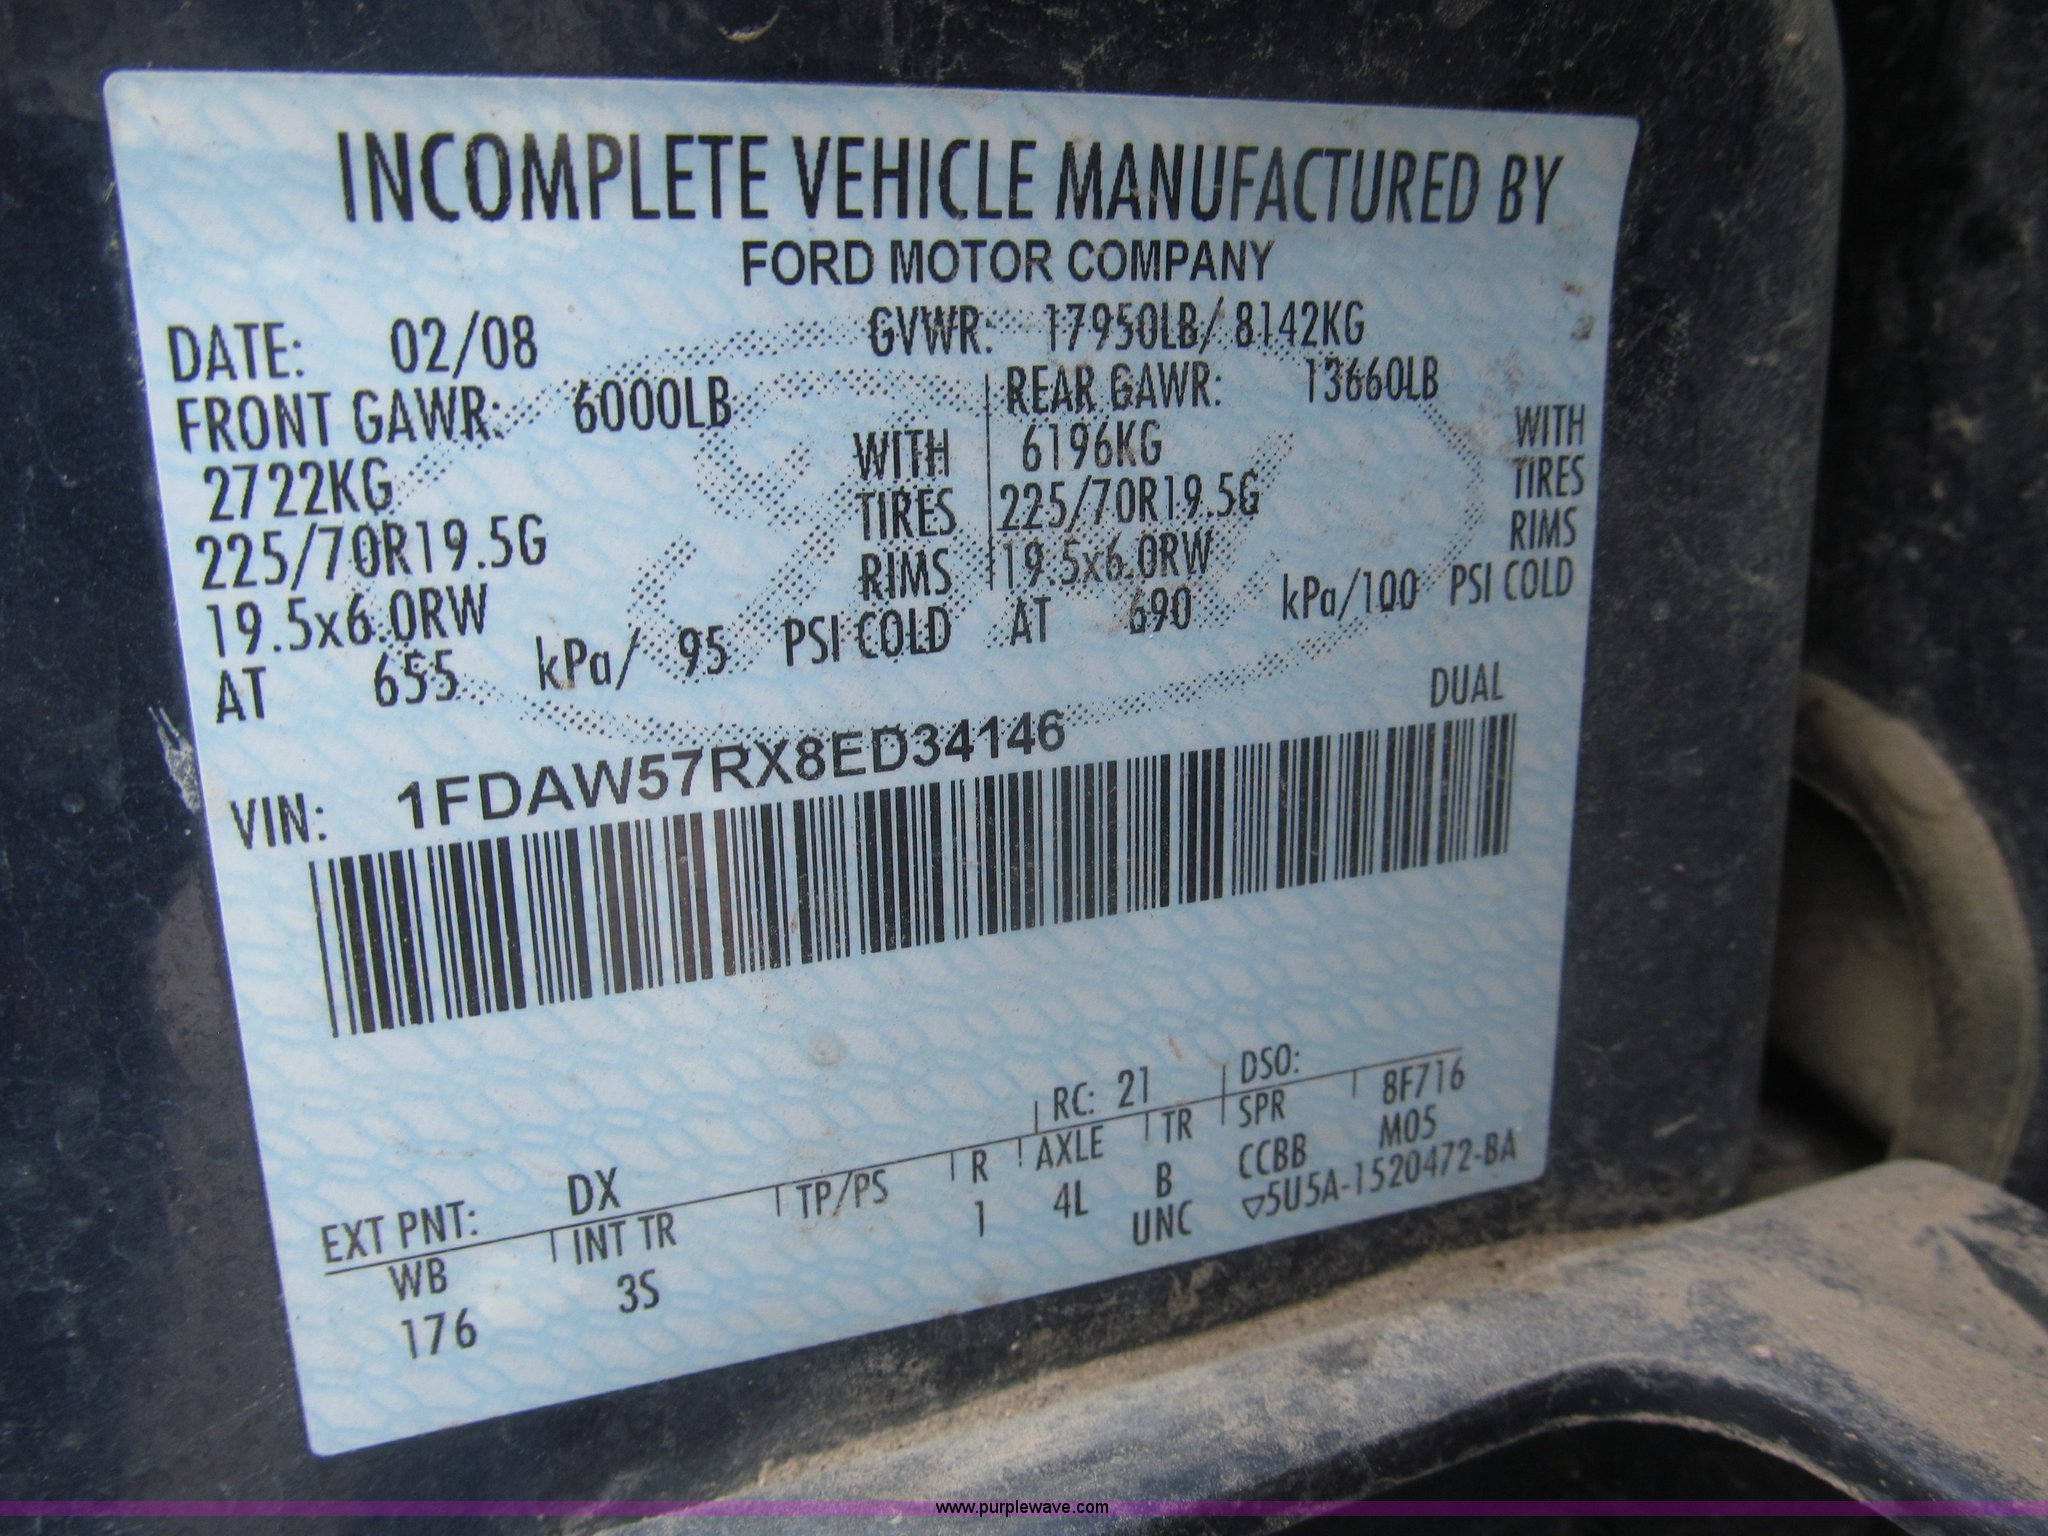 INCOMPLETE VEHICLE MANUFACTURED BY
FORD MOTOR COMPANY
DATE: 02/08 GVWR: 17950LB/ 8142KG
FRONT GAWR: 6000LB REAR GAWR: 13660LB
2722KG WITH 6196KG WITH
225/70R19.5G TIRES 225/70R19.5G TIRES
19.5x6.0RW RIMS 19.5x6.0RW RIMS
AT 655 kPa/ 95 PSI COLD AT 690 kPa/100 PSI COLD
DUAL
VIN: 1FDAW57RX8ED34146
EXT PNT: DX RC: 21 DSO:
WB INT TR TP/PS R AXLE TR SPR 8F716
176 3S 1 4L B CCBB M05
UNC ▽5U5A-1520472-BA
www.purplewave.com